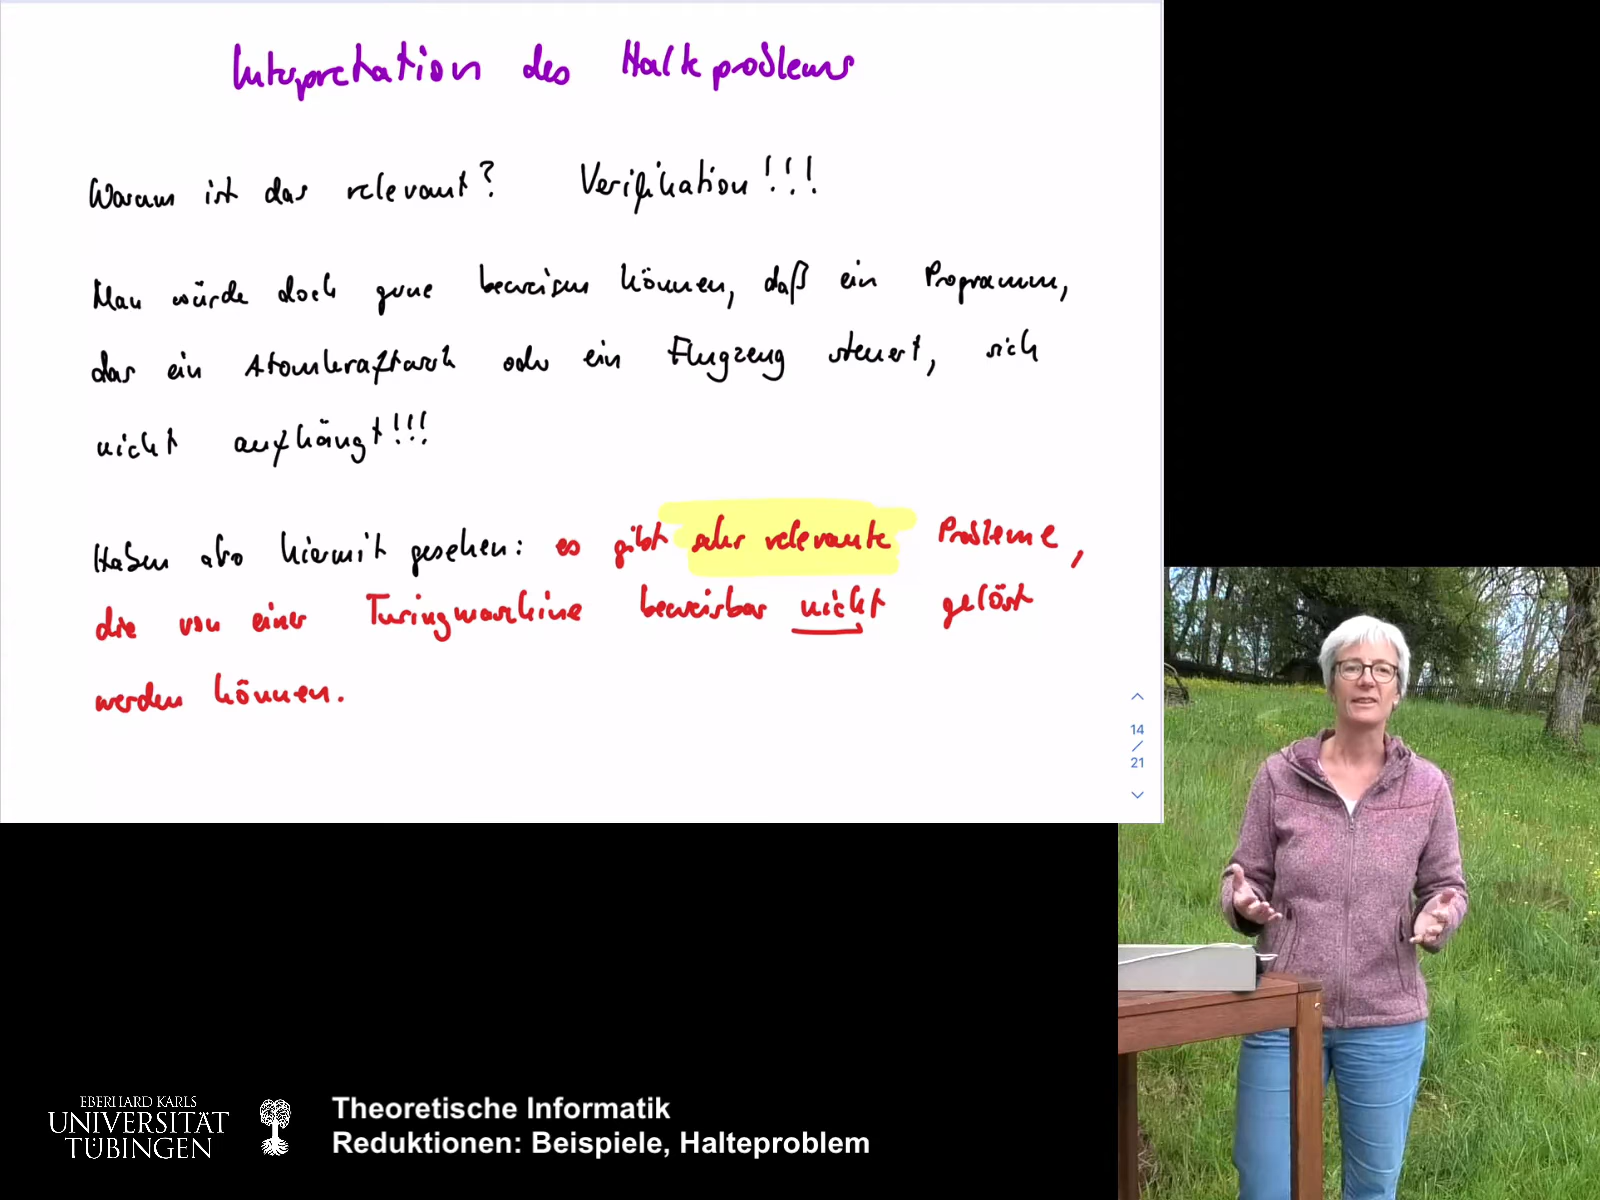 Interpretation des Halteproblems
Warum ist das relevant? Verifikation!!!
Man würde doch gerne beweisen können, daß ein Programm,
das ein Atomkraftwerk oder ein Flugzeug steuert, sich
nicht aufhängt!!!
Haben also hiermit gesehen: es gibt sehr relevante Probleme,
die von einer Turingmaschine beweisbar nicht gelöst
werden können.
14
/
21
EBERHARD KARLS
UNIVERSITÄT
TÜBINGEN
Theoretische Informatik
Reduktionen: Beispiele, Halteproblem